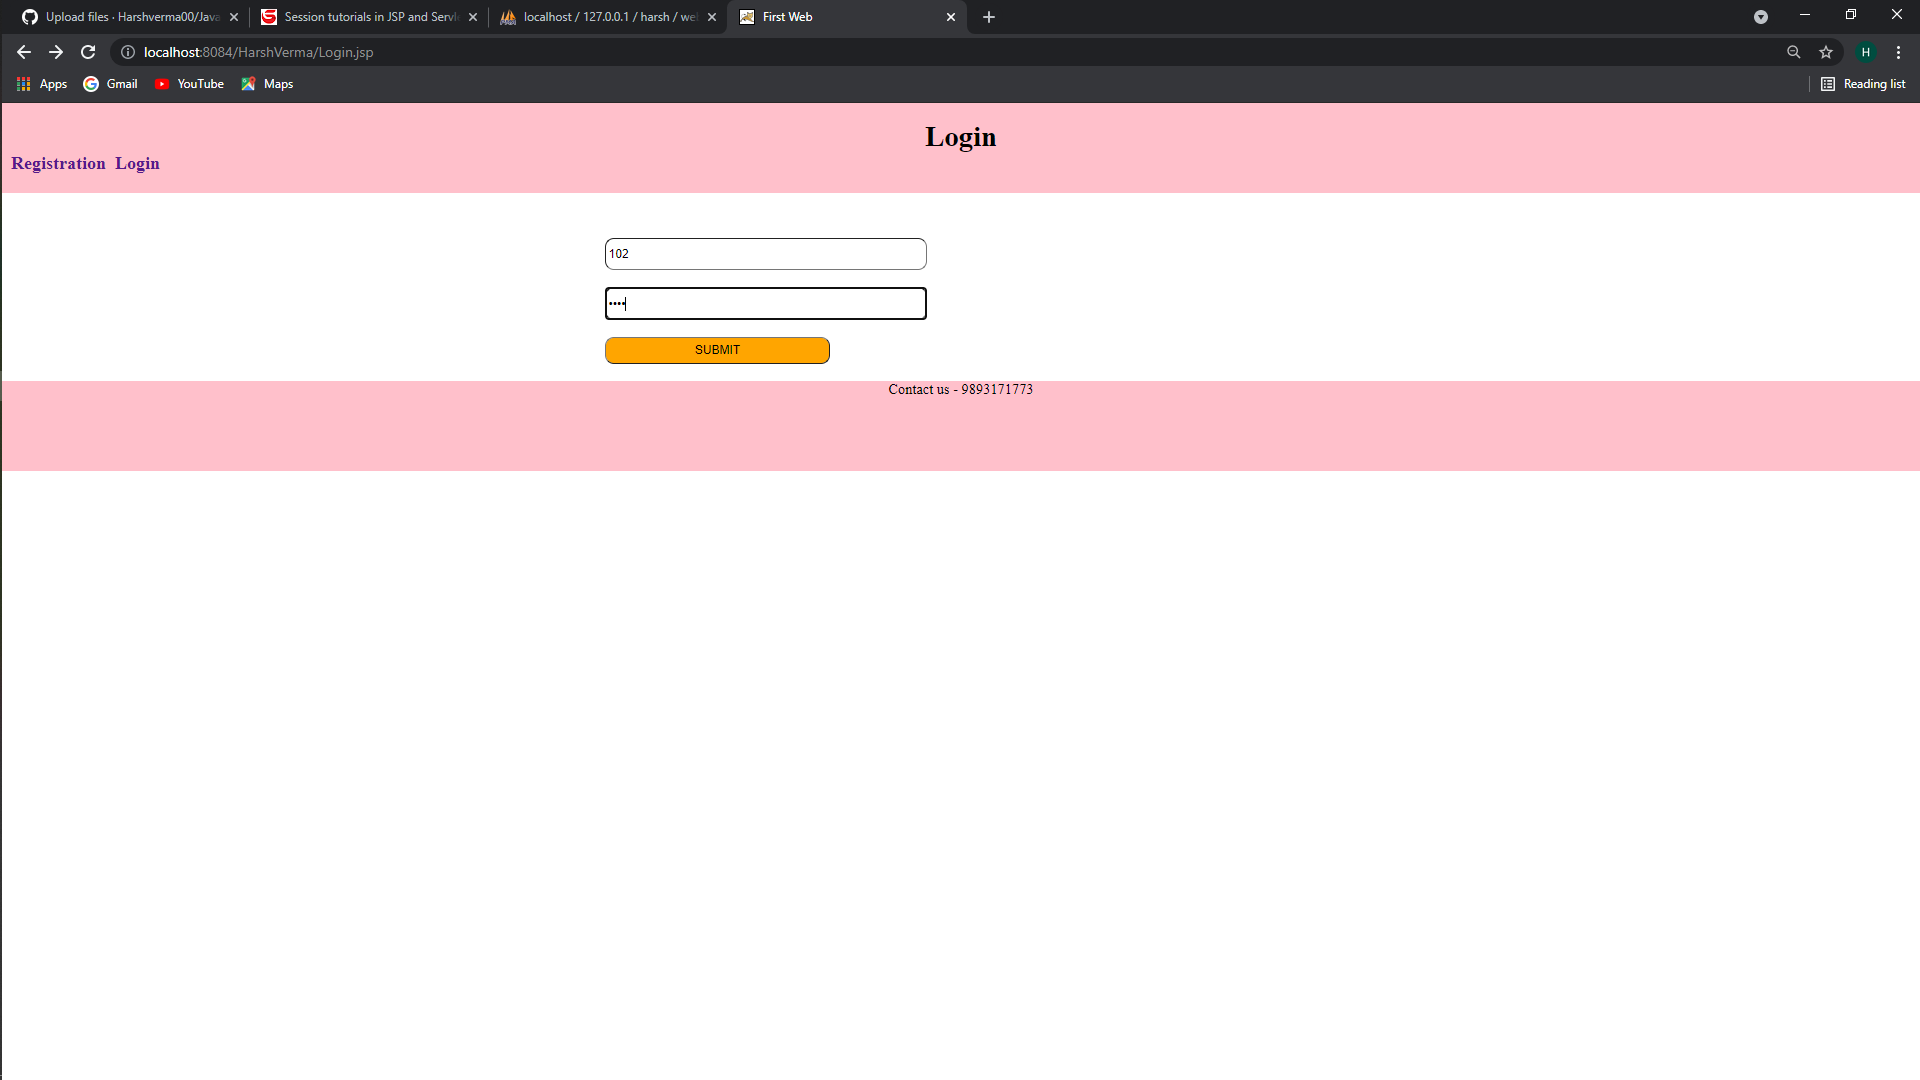 Upload files · Harshverma00/Java
Session tutorials in JSP and Servl
localhost / 127.0.0.1 / harsh / we
First Web
localhost:8084/HarshVerma/Login.jsp
H
Apps
Gmail
YouTube
Maps
Reading list
Login
Registration Login
102
••••
SUBMIT
Contact us - 9893171773